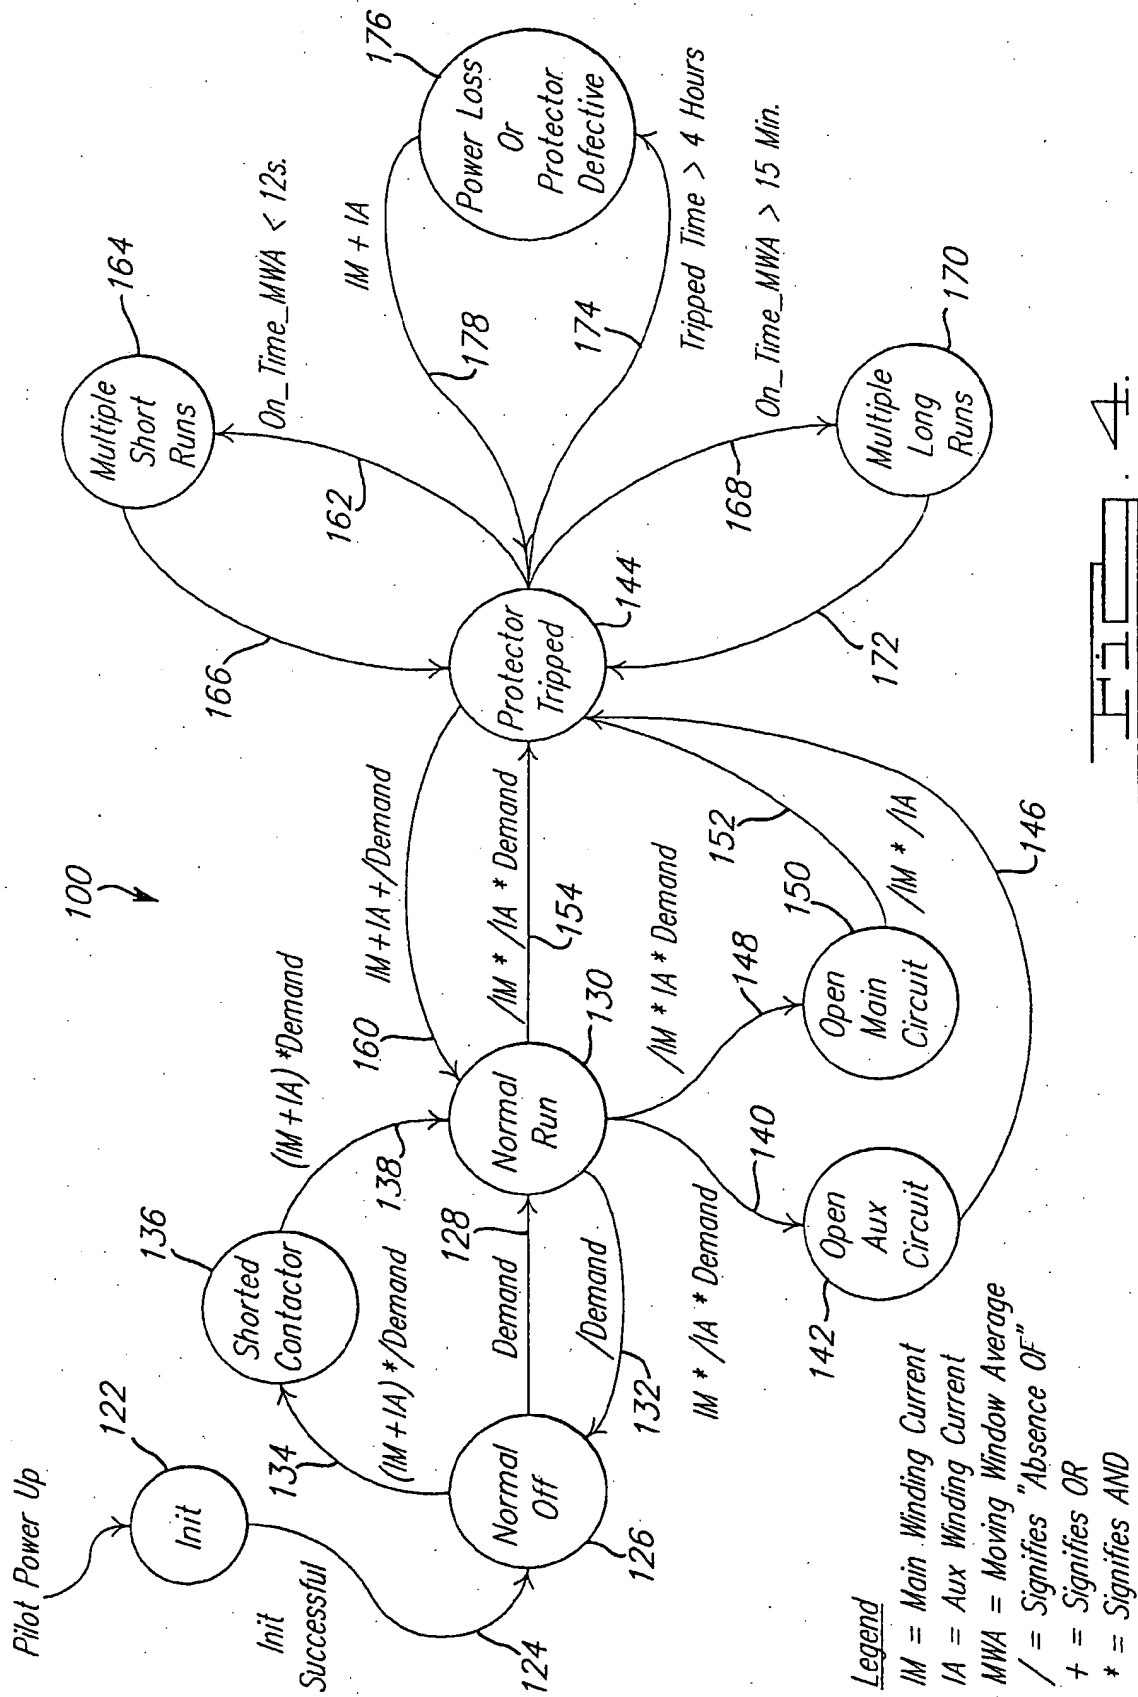 Pilot Power Up
122
Init
Init
Successful
124
134
136
Shorted
Contactor
(IM + IA) */Demand
(IM + IA) *Demand
138
Normal
Off
126
Demand
128
/Demand
132
Normal
Run
130
100
160
IM + IA + /Demand
/IM * /IA * Demand
154
IM * /IA * Demand
140
/IM * IA * Demand
148
Open
Aux
Circuit
142
Open
Main
Circuit
150
152
/IM * /IA
146
Protector
Tripped
144
166
162
Multiple
Short
Runs
164
On_Time_MWA < 12s.
IM + IA
178
176
Power Loss
Or
Protector
Defective
174
Tripped Time > 4 Hours
On_Time_MWA > 15 Min.
168
Multiple
Long
Runs
170
172
Legend
IM = Main Winding Current
IA = Aux Winding Current
MWA = Moving Window Average
/ = Signifies "Absence OF"
+ = Signifies OR
* = Signifies AND
Fig. 4.